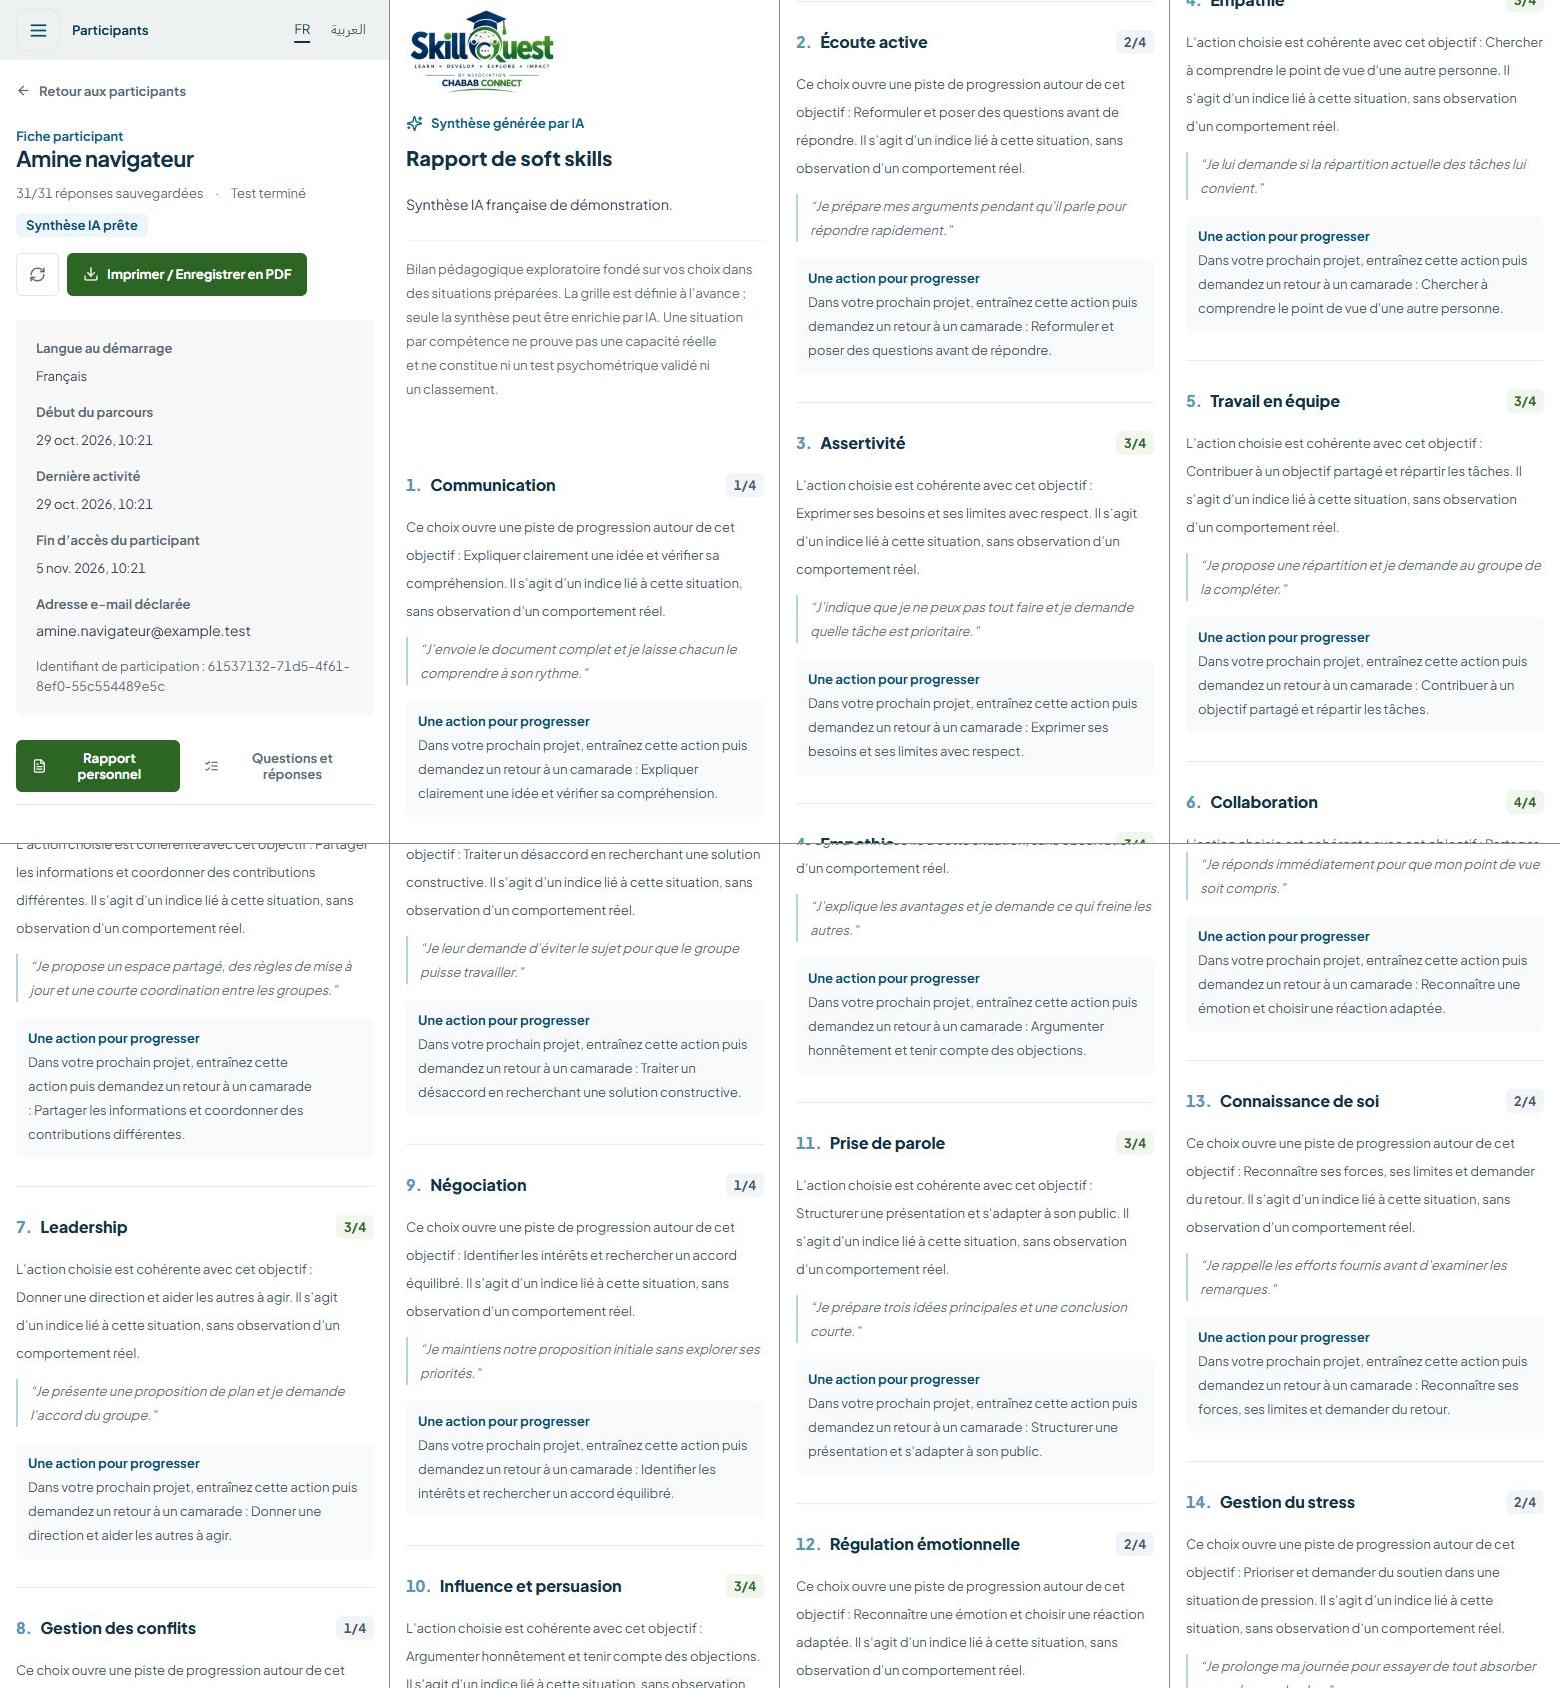 Participants
FR
العربية
Retour aux participants
Fiche participant
Amine navigateur
31/31 réponses sauvegardées · Test terminé
Synthèse IA prête
Imprimer / Enregistrer en PDF
Langue au démarrage
Français
Début du parcours
29 oct. 2026, 10:21
Dernière activité
29 oct. 2026, 10:21
Fin d’accès du participant
5 nov. 2026, 10:21
Adresse e-mail déclarée
amine.navigateur@example.test
Identifiant de participation : 61537132-71d5-4f61-
8ef0-55c554489e5c
Rapport
personnel
Questions et
réponses
SkillQuest
LEARN • DEVELOP • EXPLORE • IMPACT
BY ASSOCIATION
CHABAB CONNECT
Synthèse générée par IA
Rapport de soft skills
Synthèse IA française de démonstration.
Bilan pédagogique exploratoire fondé sur vos choix dans
des situations préparées. La grille est définie à l’avance ;
seule la synthèse peut être enrichie par IA. Une situation
par compétence ne prouve pas une capacité réelle
et ne constitue ni un test psychométrique validé ni
un classement.
1. Communication 1/4
Ce choix ouvre une piste de progression autour de cet
objectif : Expliquer clairement une idée et vérifier sa
compréhension. Il s’agit d’un indice lié à cette situation,
sans observation d’un comportement réel.
“J’envoie le document complet et je laisse chacun le
comprendre à son rythme.”
Une action pour progresser
Dans votre prochain projet, entraînez cette action puis
demandez un retour à un camarade : Expliquer
clairement une idée et vérifier sa compréhension.
2. Écoute active 2/4
Ce choix ouvre une piste de progression autour de cet
objectif : Reformuler et poser des questions avant de
répondre. Il s’agit d’un indice lié à cette situation, sans
observation d’un comportement réel.
“Je prépare mes arguments pendant qu’il parle pour
répondre rapidement.”
Une action pour progresser
Dans votre prochain projet, entraînez cette action puis
demandez un retour à un camarade : Reformuler et
poser des questions avant de répondre.
3. Assertivité 3/4
L’action choisie est cohérente avec cet objectif :
Exprimer ses besoins et ses limites avec respect. Il s’agit
d’un indice lié à cette situation, sans observation d’un
comportement réel.
“J’indique que je ne peux pas tout faire et je demande
quelle tâche est prioritaire.”
Une action pour progresser
Dans votre prochain projet, entraînez cette action puis
demandez un retour à un camarade : Exprimer ses
besoins et ses limites avec respect.
4. Empathie 3/4
4. Empathie 3/4
L’action choisie est cohérente avec cet objectif : Chercher
à comprendre le point de vue d’une autre personne. Il
s’agit d’un indice lié à cette situation, sans observation
d’un comportement réel.
“Je lui demande si la répartition actuelle des tâches lui
convient.”
Une action pour progresser
Dans votre prochain projet, entraînez cette action puis
demandez un retour à un camarade : Chercher à
comprendre le point de vue d’une autre personne.
5. Travail en équipe 3/4
L’action choisie est cohérente avec cet objectif :
Contribuer à un objectif partagé et répartir les tâches. Il
s’agit d’un indice lié à cette situation, sans observation
d’un comportement réel.
“Je propose une répartition et je demande au groupe de
la compléter.”
Une action pour progresser
Dans votre prochain projet, entraînez cette action puis
demandez un retour à un camarade : Contribuer à un
objectif partagé et répartir les tâches.
6. Collaboration 4/4
L’action choisie est cohérente avec cet objectif : Partager
L’action choisie est cohérente avec cet objectif : Partager
les informations et coordonner des contributions
différentes. Il s’agit d’un indice lié à cette situation, sans
observation d’un comportement réel.
“Je propose un espace partagé, des règles de mise à
jour et une courte coordination entre les groupes.”
Une action pour progresser
Dans votre prochain projet, entraînez cette
action puis demandez un retour à un camarade
: Partager les informations et coordonner des
contributions différentes.
7. Leadership 3/4
L’action choisie est cohérente avec cet objectif :
Donner une direction et aider les autres à agir. Il s’agit
d’un indice lié à cette situation, sans observation d’un
comportement réel.
“Je présente une proposition de plan et je demande
l’accord du groupe.”
Une action pour progresser
Dans votre prochain projet, entraînez cette action puis
demandez un retour à un camarade : Donner une
direction et aider les autres à agir.
8. Gestion des conflits 1/4
Ce choix ouvre une piste de progression autour de cet
objectif : Traiter un désaccord en recherchant une solution
constructive. Il s’agit d’un indice lié à cette situation, sans
observation d’un comportement réel.
“Je leur demande d’éviter le sujet pour que le groupe
puisse travailler.”
Une action pour progresser
Dans votre prochain projet, entraînez cette action puis
demandez un retour à un camarade : Traiter un
désaccord en recherchant une solution constructive.
9. Négociation 1/4
Ce choix ouvre une piste de progression autour de cet
objectif : Identifier les intérêts et rechercher un accord
équilibré. Il s’agit d’un indice lié à cette situation, sans
observation d’un comportement réel.
“Je maintiens notre proposition initiale sans explorer ses
priorités.”
Une action pour progresser
Dans votre prochain projet, entraînez cette action puis
demandez un retour à un camarade : Identifier les
intérêts et rechercher un accord équilibré.
10. Influence et persuasion 3/4
L’action choisie est cohérente avec cet objectif :
Argumenter honnêtement et tenir compte des objections.
Il s’agit d’un indice lié à cette situation, sans observation
d’un comportement réel.
“J’explique les avantages et je demande ce qui freine les
autres.”
Une action pour progresser
Dans votre prochain projet, entraînez cette action puis
demandez un retour à un camarade : Argumenter
honnêtement et tenir compte des objections.
11. Prise de parole 3/4
L’action choisie est cohérente avec cet objectif :
Structurer une présentation et s’adapter à son public. Il
s’agit d’un indice lié à cette situation, sans observation
d’un comportement réel.
“Je prépare trois idées principales et une conclusion
courte.”
Une action pour progresser
Dans votre prochain projet, entraînez cette action puis
demandez un retour à un camarade : Structurer une
présentation et s’adapter à son public.
12. Régulation émotionnelle 2/4
Ce choix ouvre une piste de progression autour de cet
objectif : Reconnaître une émotion et choisir une réaction
adaptée. Il s’agit d’un indice lié à cette situation, sans
observation d’un comportement réel.
“Je réponds immédiatement pour que mon point de vue
soit compris.”
Une action pour progresser
Dans votre prochain projet, entraînez cette action puis
demandez un retour à un camarade : Reconnaître une
émotion et choisir une réaction adaptée.
13. Connaissance de soi 2/4
Ce choix ouvre une piste de progression autour de cet
objectif : Reconnaître ses forces, ses limites et demander
du retour. Il s’agit d’un indice lié à cette situation, sans
observation d’un comportement réel.
“Je rappelle les efforts fournis avant d’examiner les
remarques.”
Une action pour progresser
Dans votre prochain projet, entraînez cette action puis
demandez un retour à un camarade : Reconnaître ses
forces, ses limites et demander du retour.
14. Gestion du stress 2/4
Ce choix ouvre une piste de progression autour de cet
objectif : Prioriser et demander du soutien dans une
situation de pression. Il s’agit d’un indice lié à cette
situation, sans observation d’un comportement réel.
“Je prolonge ma journée pour essayer de tout absorber